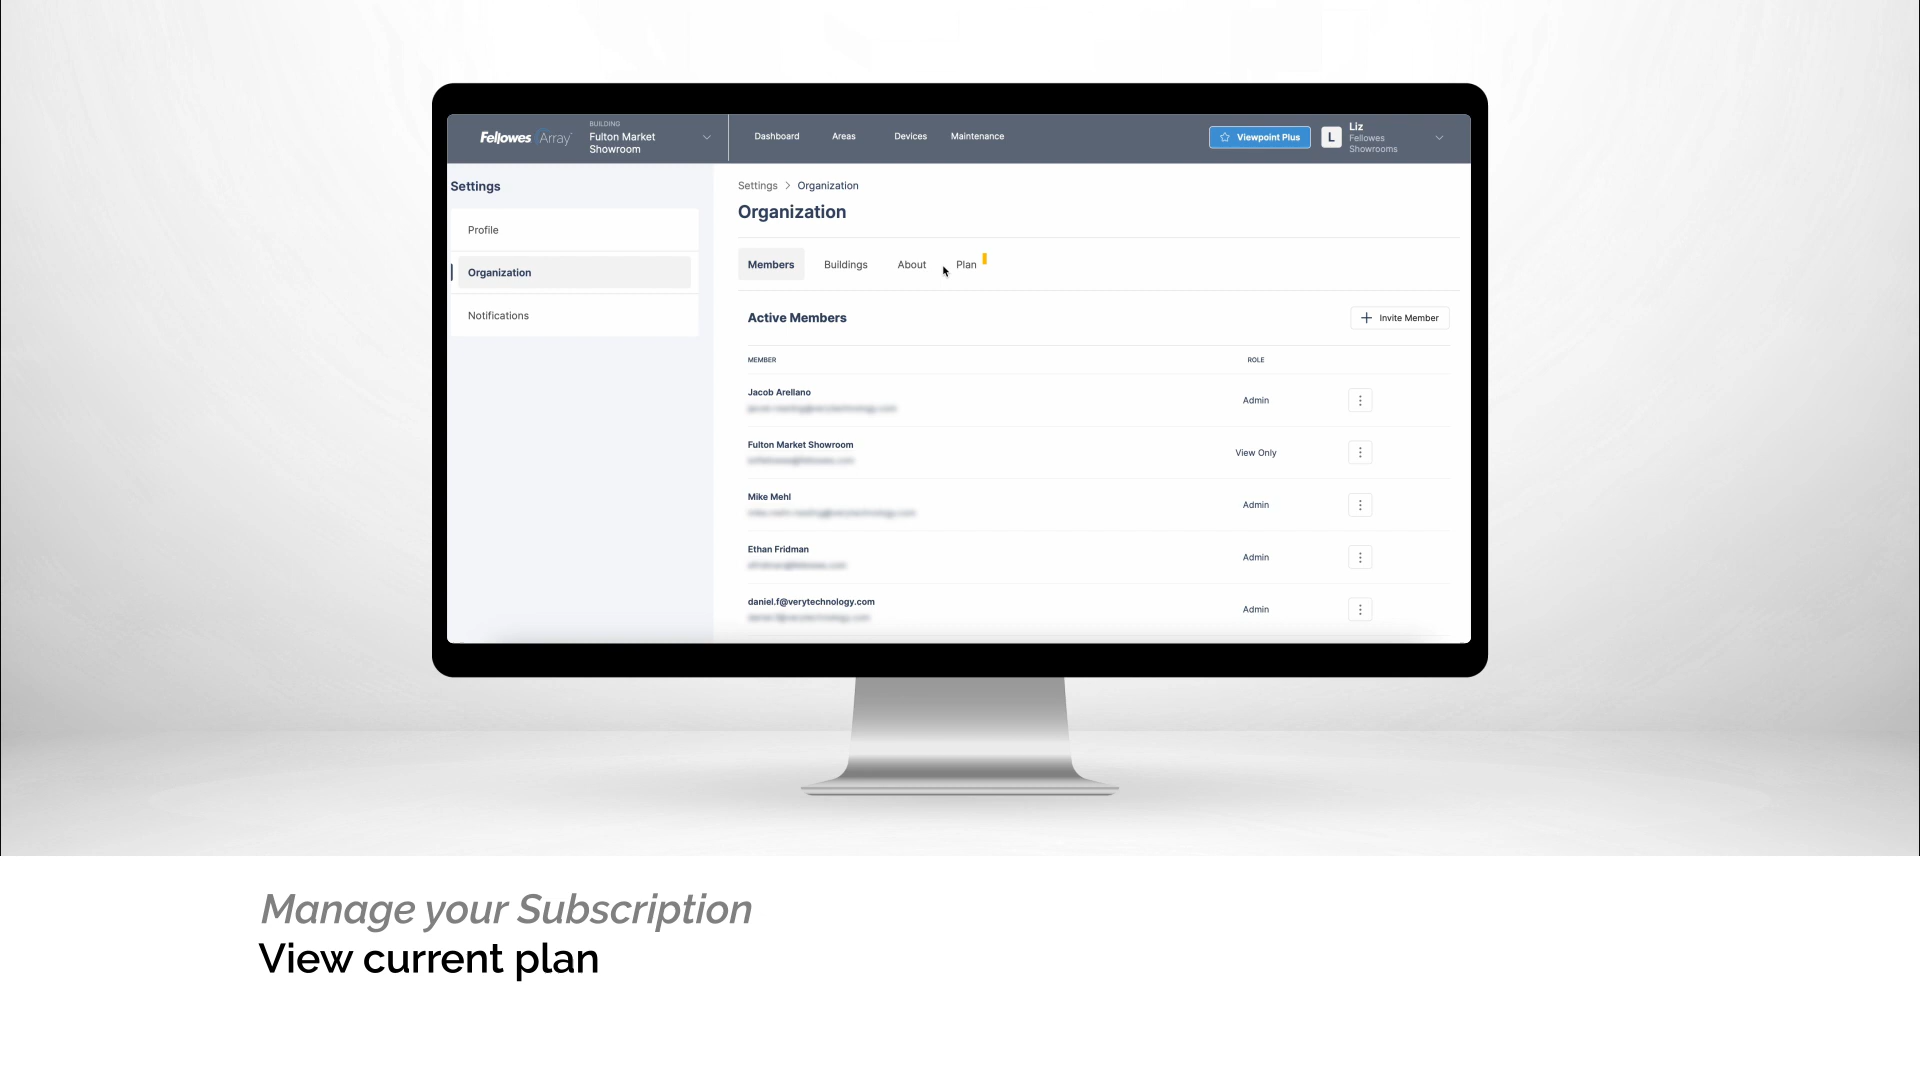 Fellowes Array
BUILDING
Fulton Market
Showroom
Dashboard
Areas
Devices
Maintenance
Viewpoint Plus
L
Liz
Fellowes
Showrooms
Settings
Profile
Organization
Notifications
Settings > Organization
Organization
Members
Buildings
About
Plan
Active Members
Invite Member
MEMBER
ROLE
Jacob Arellano
Admin
Fulton Market Showroom
View Only
Mike Mehl
Admin
Ethan Fridman
Admin
daniel.f@verytechnology.com
Admin
Manage your Subscription
View current plan